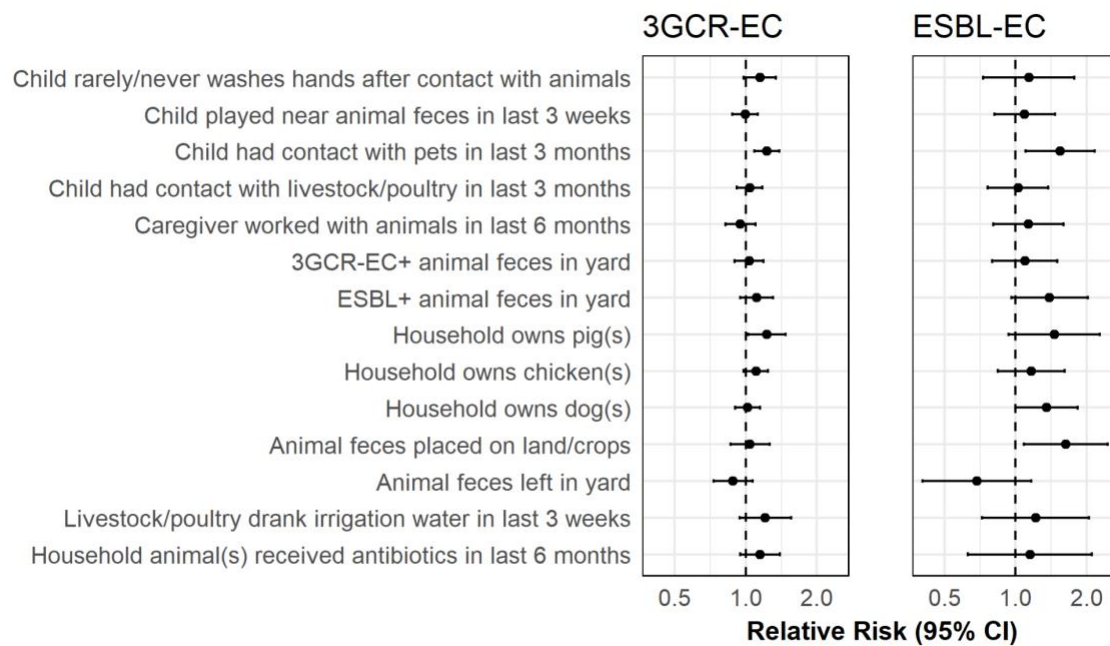 3GCR-EC ESBL-EC
Child rarely/never washes hands after contact with animals
Child played near animal feces in last 3 weeks
Child had contact with pets in last 3 months
Child had contact with livestock/poultry in last 3 months
Caregiver worked with animals in last 6 months
3GCR-EC+ animal feces in yard
ESBL+ animal feces in yard
Household owns pig(s)
Household owns chicken(s)
Household owns dog(s)
Animal feces placed on land/crops
Animal feces left in yard
Livestock/poultry drank irrigation water in last 3 weeks
Household animal(s) received antibiotics in last 6 months
0.5 1.0 2.0 0.5 1.0 2.0
Relative Risk (95% CI)